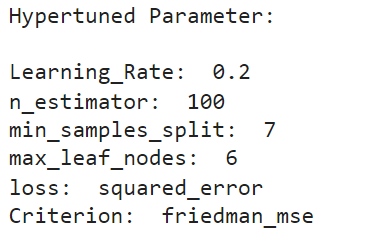 Hypertuned Parameter:
Learning_Rate:  0.2
n_estimator:  100
min_samples_split:  7
max_leaf_nodes:  6
loss:  squared_error
Criterion:  friedman_mse